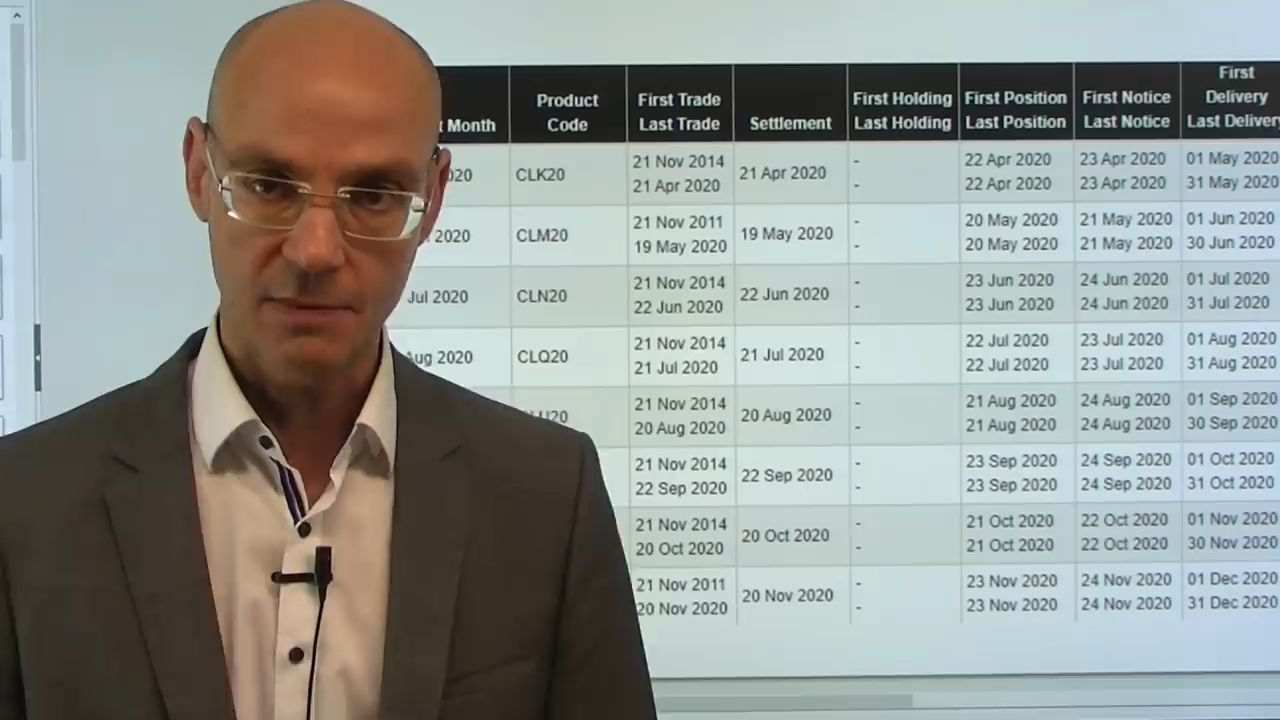 First
Product First Trade First Holding First Position First Notice Delivery
Month Code Last Trade Settlement Last Holding Last Position Last Notice Last Delivery
21 Nov 2014 - 22 Apr 2020 23 Apr 2020 01 May 2020
CLK20 21 Apr 2020
21 Apr 2020 - 22 Apr 2020 23 Apr 2020 31 May 2020
21 Nov 2011 - 20 May 2020 21 May 2020 01 Jun 2020
2020 CLM20 19 May 2020
19 May 2020 - 20 May 2020 21 May 2020 30 Jun 2020
21 Nov 2014 - 23 Jun 2020 24 Jun 2020 01 Jul 2020
Jul 2020 CLN20 22 Jun 2020
22 Jun 2020 - 23 Jun 2020 24 Jun 2020 31 Jul 2020
21 Nov 2014 - 22 Jul 2020 23 Jul 2020 01 Aug 2020
Aug 2020 CLQ20 21 Jul 2020
21 Jul 2020 - 22 Jul 2020 23 Jul 2020 31 Aug 2020
21 Nov 2014 - 21 Aug 2020 24 Aug 2020 01 Sep 2020
20 Aug 2020
20 Aug 2020 - 21 Aug 2020 24 Aug 2020 30 Sep 2020
21 Nov 2014 - 23 Sep 2020 24 Sep 2020 01 Oct 2020
22 Sep 2020
22 Sep 2020 - 23 Sep 2020 24 Sep 2020 31 Oct 2020
21 Nov 2014 - 21 Oct 2020 22 Oct 2020 01 Nov 2020
20 Oct 2020
20 Oct 2020 - 21 Oct 2020 22 Oct 2020 30 Nov 2020
21 Nov 2011 - 23 Nov 2020 24 Nov 2020 01 Dec 2020
20 Nov 2020
20 Nov 2020 - 23 Nov 2020 24 Nov 2020 31 Dec 2020